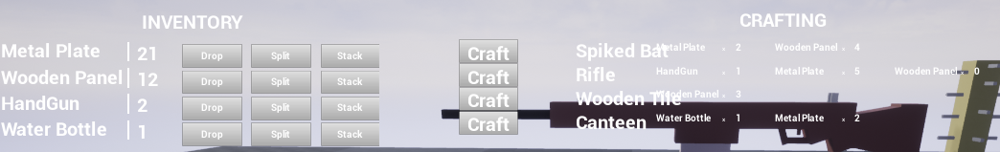 INVENTORY
CRAFTING
Metal Plate 21 Drop Split Stack
Wooden Panel 12 Drop Split Stack
HandGun 2 Drop Split Stack
Water Bottle 1 Drop Split Stack
Craft Spiked Bat Metal Plate x 2 Wooden Panel x 4
Craft Rifle HandGun x 1 Metal Plate x 5 Wooden Panel x 0
Craft Wooden Tile Wooden Panel x 3
Craft Canteen Water Bottle x 1 Metal Plate x 2